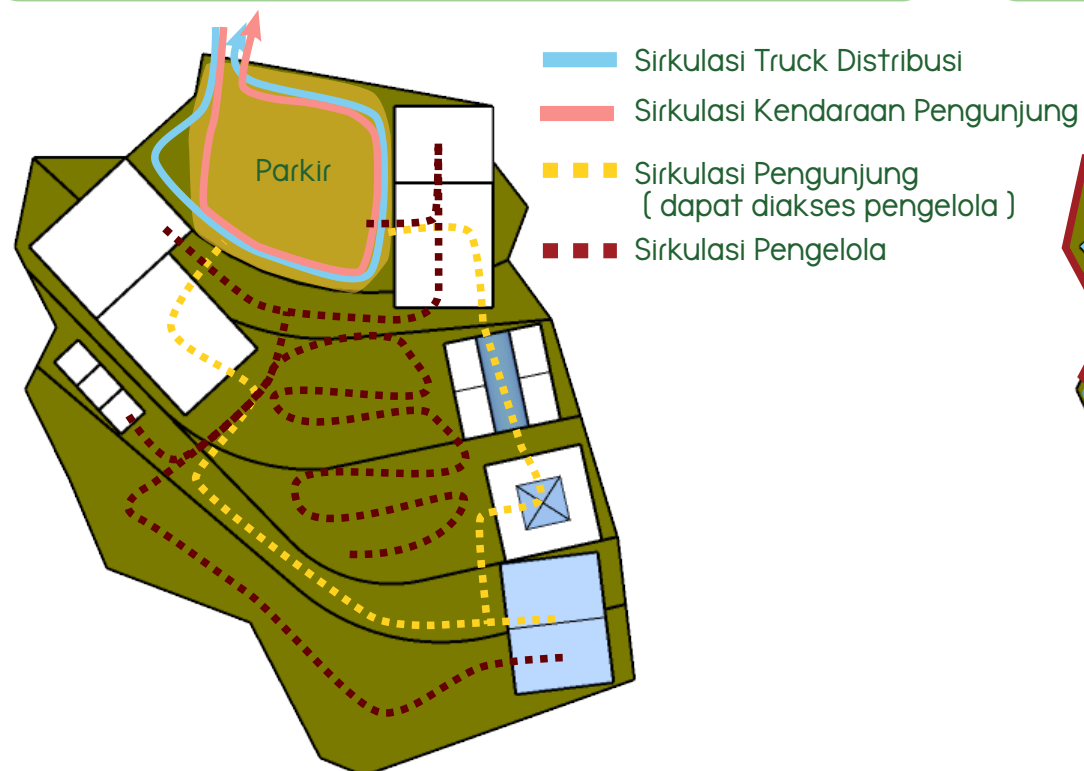 Sirkulasi Truck Distribusi
Sirkulasi Kendaraan Pengunjung
Parkir
Sirkulasi Pengunjung
( dapat diakses pengelola )
Sirkulasi Pengelola